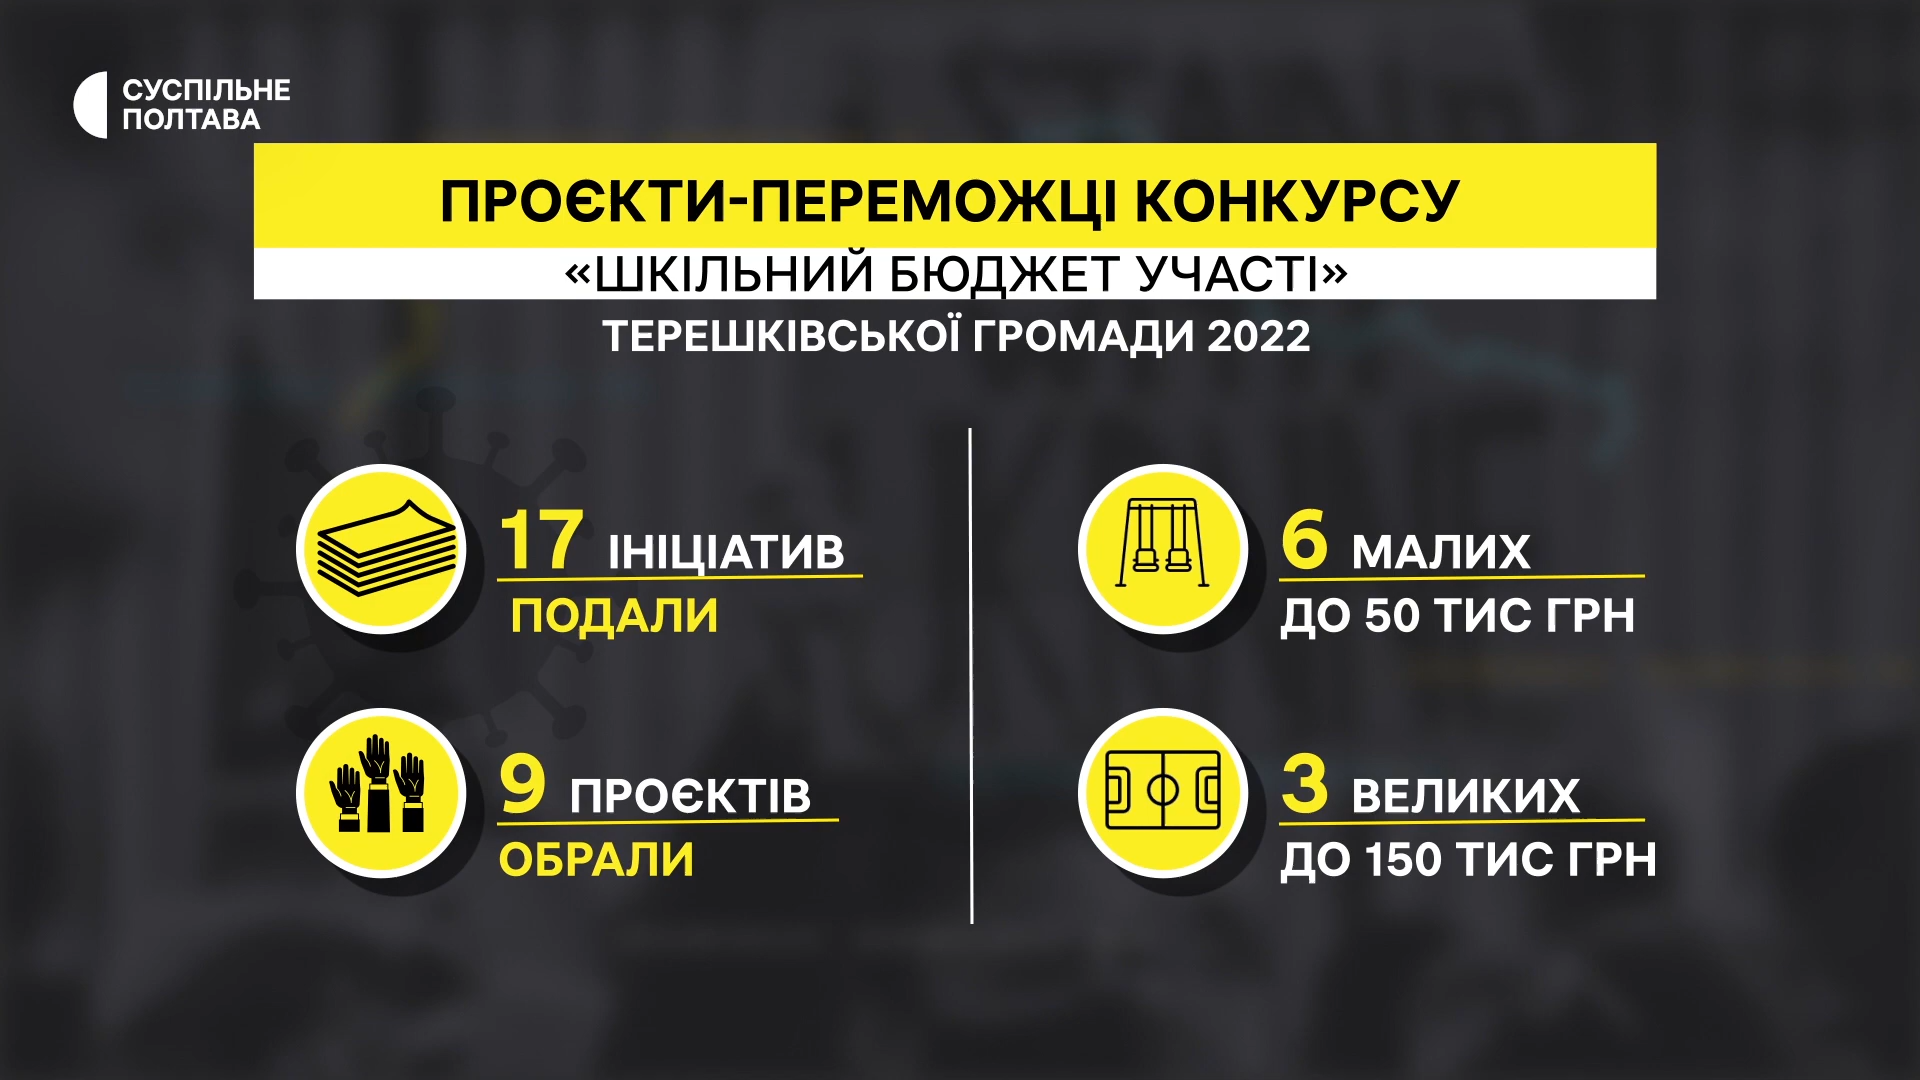 СУСПІЛЬНЕ
ПОЛТАВА
ПРОЄКТИ-ПЕРЕМОЖЦІ КОНКУРСУ
«ШКІЛЬНИЙ БЮДЖЕТ УЧАСТІ»
ТЕРЕШКІВСЬКОЇ ГРОМАДИ 2022
17 ІНІЦІАТИВ
ПОДАЛИ
9 ПРОЄКТІВ
ОБРАЛИ
6 МАЛИХ
ДО 50 ТИС ГРН
3 ВЕЛИКИХ
ДО 150 ТИС ГРН